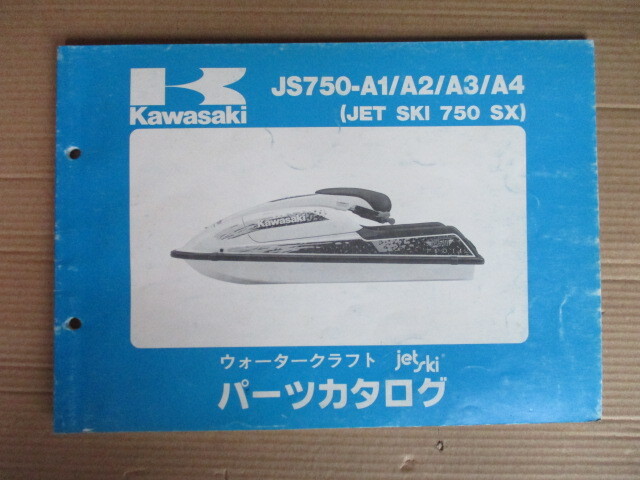 JS750-A1/A2/A3/A4
(JET SKI 750 SX)
Kawasaki
Kawasaki
ウォータークラフト jet ski
パーツカタログ